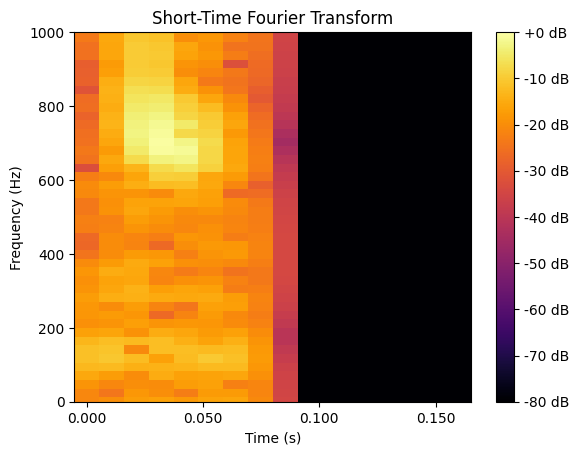 Short-Time Fourier Transform
1000
800
600
400
200
0
Frequency (Hz)
0.000 0.050 0.100 0.150
Time (s)
+0 dB
-10 dB
-20 dB
-30 dB
-40 dB
-50 dB
-60 dB
-70 dB
-80 dB